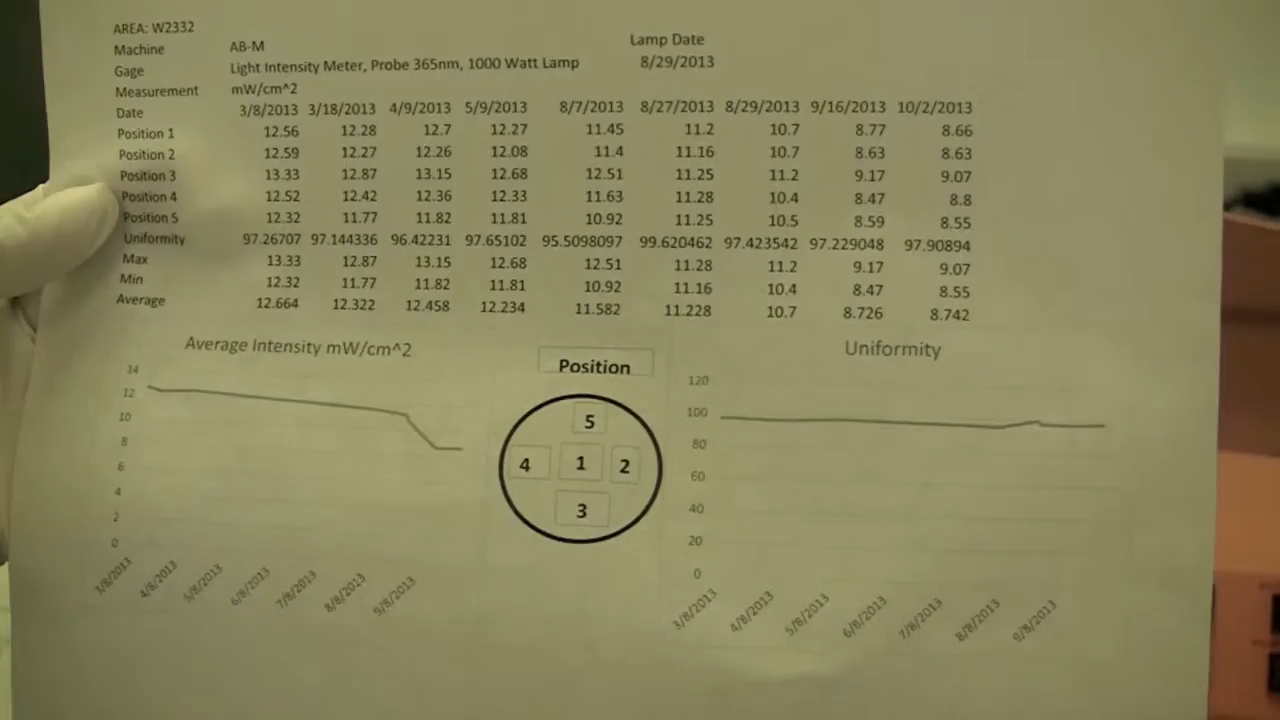 AREA: W2332
Machine AB-M Lamp Date
Gage Light Intensity Meter, Probe 365nm, 1000 Watt Lamp 8/29/2013
Measurement mW/cm^2
Date 3/8/2013 3/18/2013 4/9/2013 5/9/2013 8/7/2013 8/27/2013 8/29/2013 9/16/2013 10/2/2013
Position 1 12.56 12.28 12.7 12.27 11.45 11.2 10.7 8.77 8.66
Position 2 12.59 12.27 12.26 12.08 11.4 11.16 10.7 8.63 8.63
Position 3 13.33 12.87 13.15 12.68 12.51 11.25 11.2 9.17 9.07
Position 4 12.52 12.42 12.36 12.33 11.63 11.28 10.4 8.47 8.8
Position 5 12.32 11.77 11.82 11.81 10.92 11.25 10.5 8.59 8.55
Uniformity 97.26707 97.144336 96.42231 97.65102 95.5098097 99.620462 97.423542 97.229048 97.90894
Max 13.33 12.87 13.15 12.68 12.51 11.28 11.2 9.17 9.07
Min 12.32 11.77 11.82 11.81 10.92 11.16 10.4 8.47 8.55
Average 12.664 12.322 12.458 12.234 11.582 11.228 10.7 8.726 8.742
Average Intensity mW/cm^2
14
12
10
8
6
4
2
0
3/8/2013 4/8/2013 5/8/2013 6/8/2013 7/8/2013 8/8/2013 9/8/2013
Position
5
4 1 2
3
Uniformity
120
100
80
60
40
20
0
3/8/2013 4/8/2013 5/8/2013 6/8/2013 7/8/2013 8/8/2013 9/8/2013